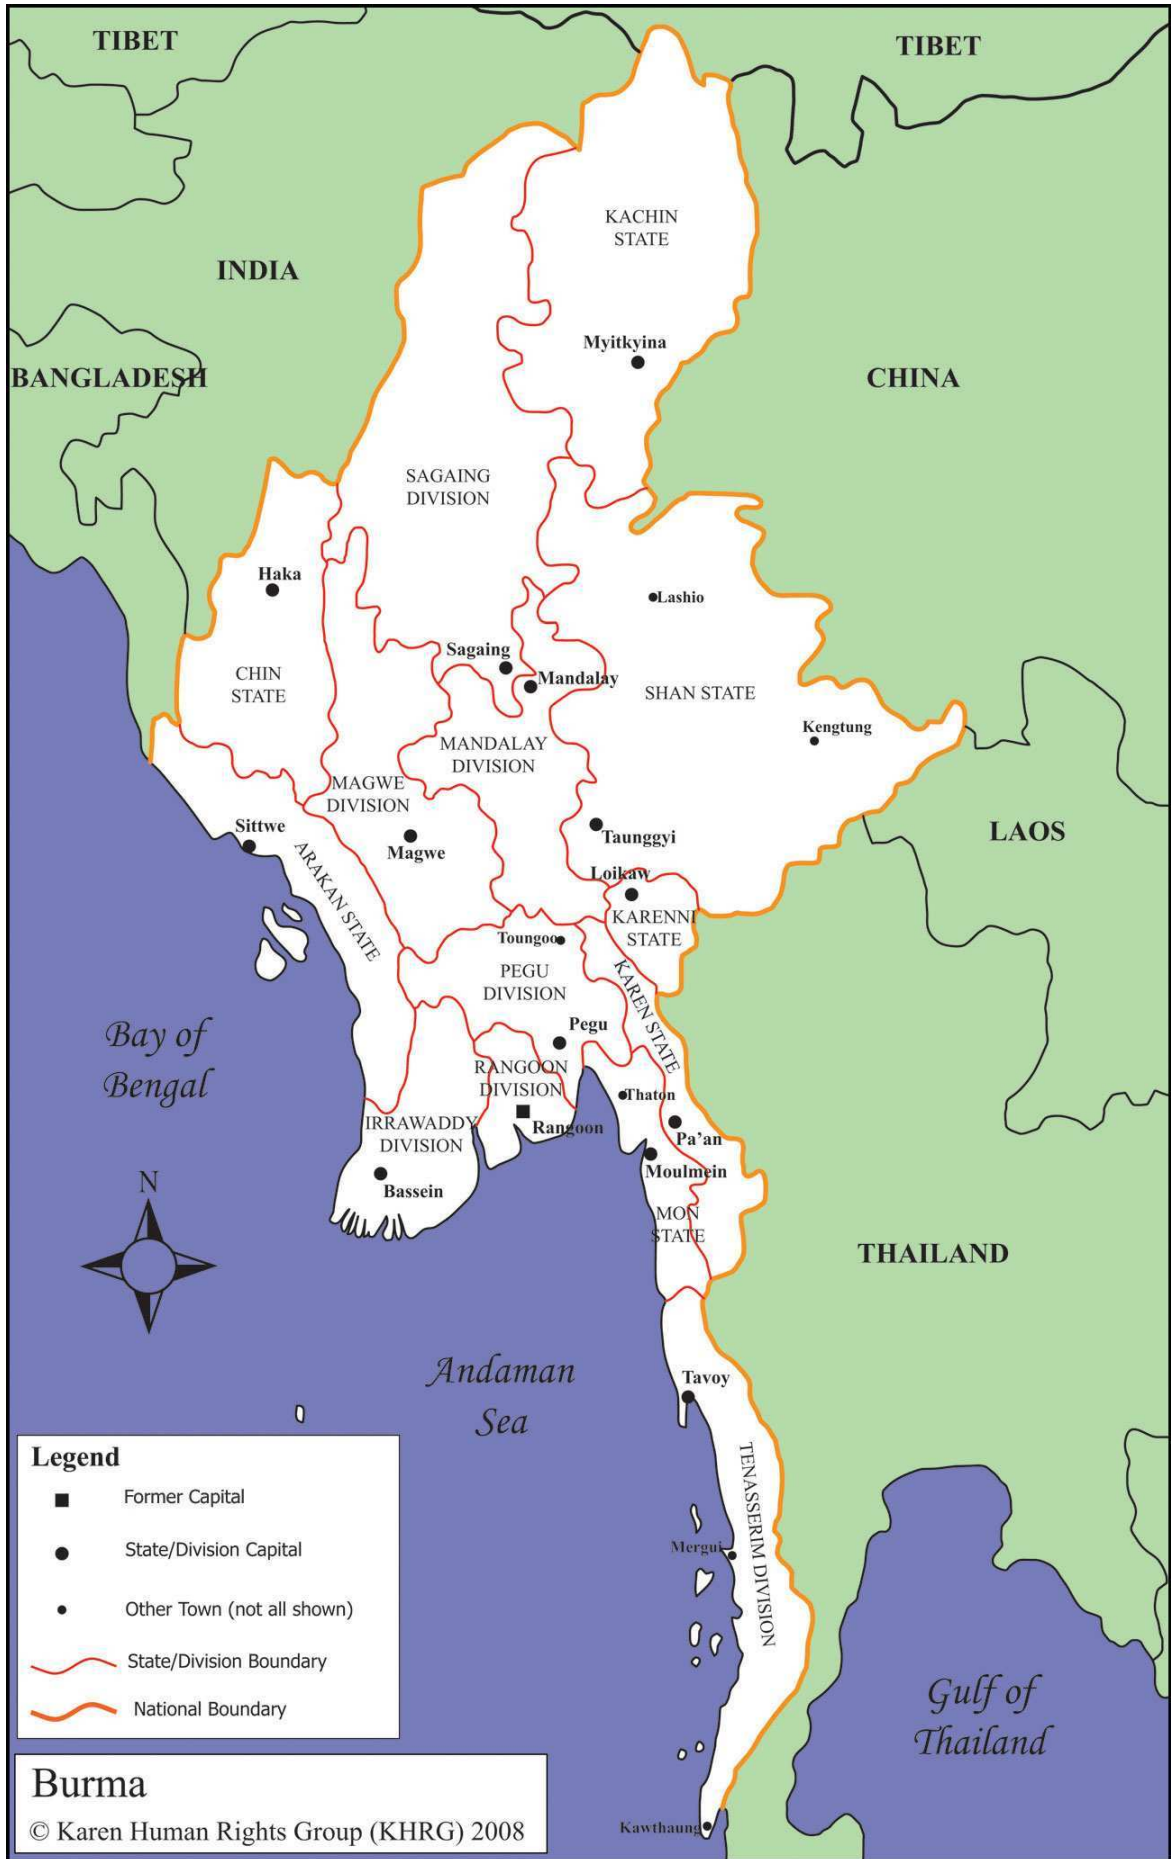 TIBET
TIBET
KACHIN
STATE
INDIA
Myitkyina
BANGLADESH
CHINA
SAGAING
DIVISION
Haka
Lashio
Sagaing
Mandalay
CHIN
STATE
SHAN STATE
Kengtung
MANDALAY
DIVISION
MAGWE
DIVISION
Sittwe
Magwe
Taunggyi
LAOS
ARAKAN STATE
Loikaw
KARENNI
STATE
Toungoo
PEGU
DIVISION
KAREN STATE
Bay of
Bengal
Pegu
RANGOON
DIVISION
Thaton
IRRAWADDY
DIVISION
Rangoon
Pa'an
Moulmein
Bassein
N
MON
STATE
THAILAND
Andaman
Sea
Tavoy
TENASSERIM DIVISION
Mergui
Gulf of
Thailand
Kawthaung
Legend
Former Capital
State/Division Capital
Other Town (not all shown)
State/Division Boundary
National Boundary
Burma
© Karen Human Rights Group (KHRG) 2008